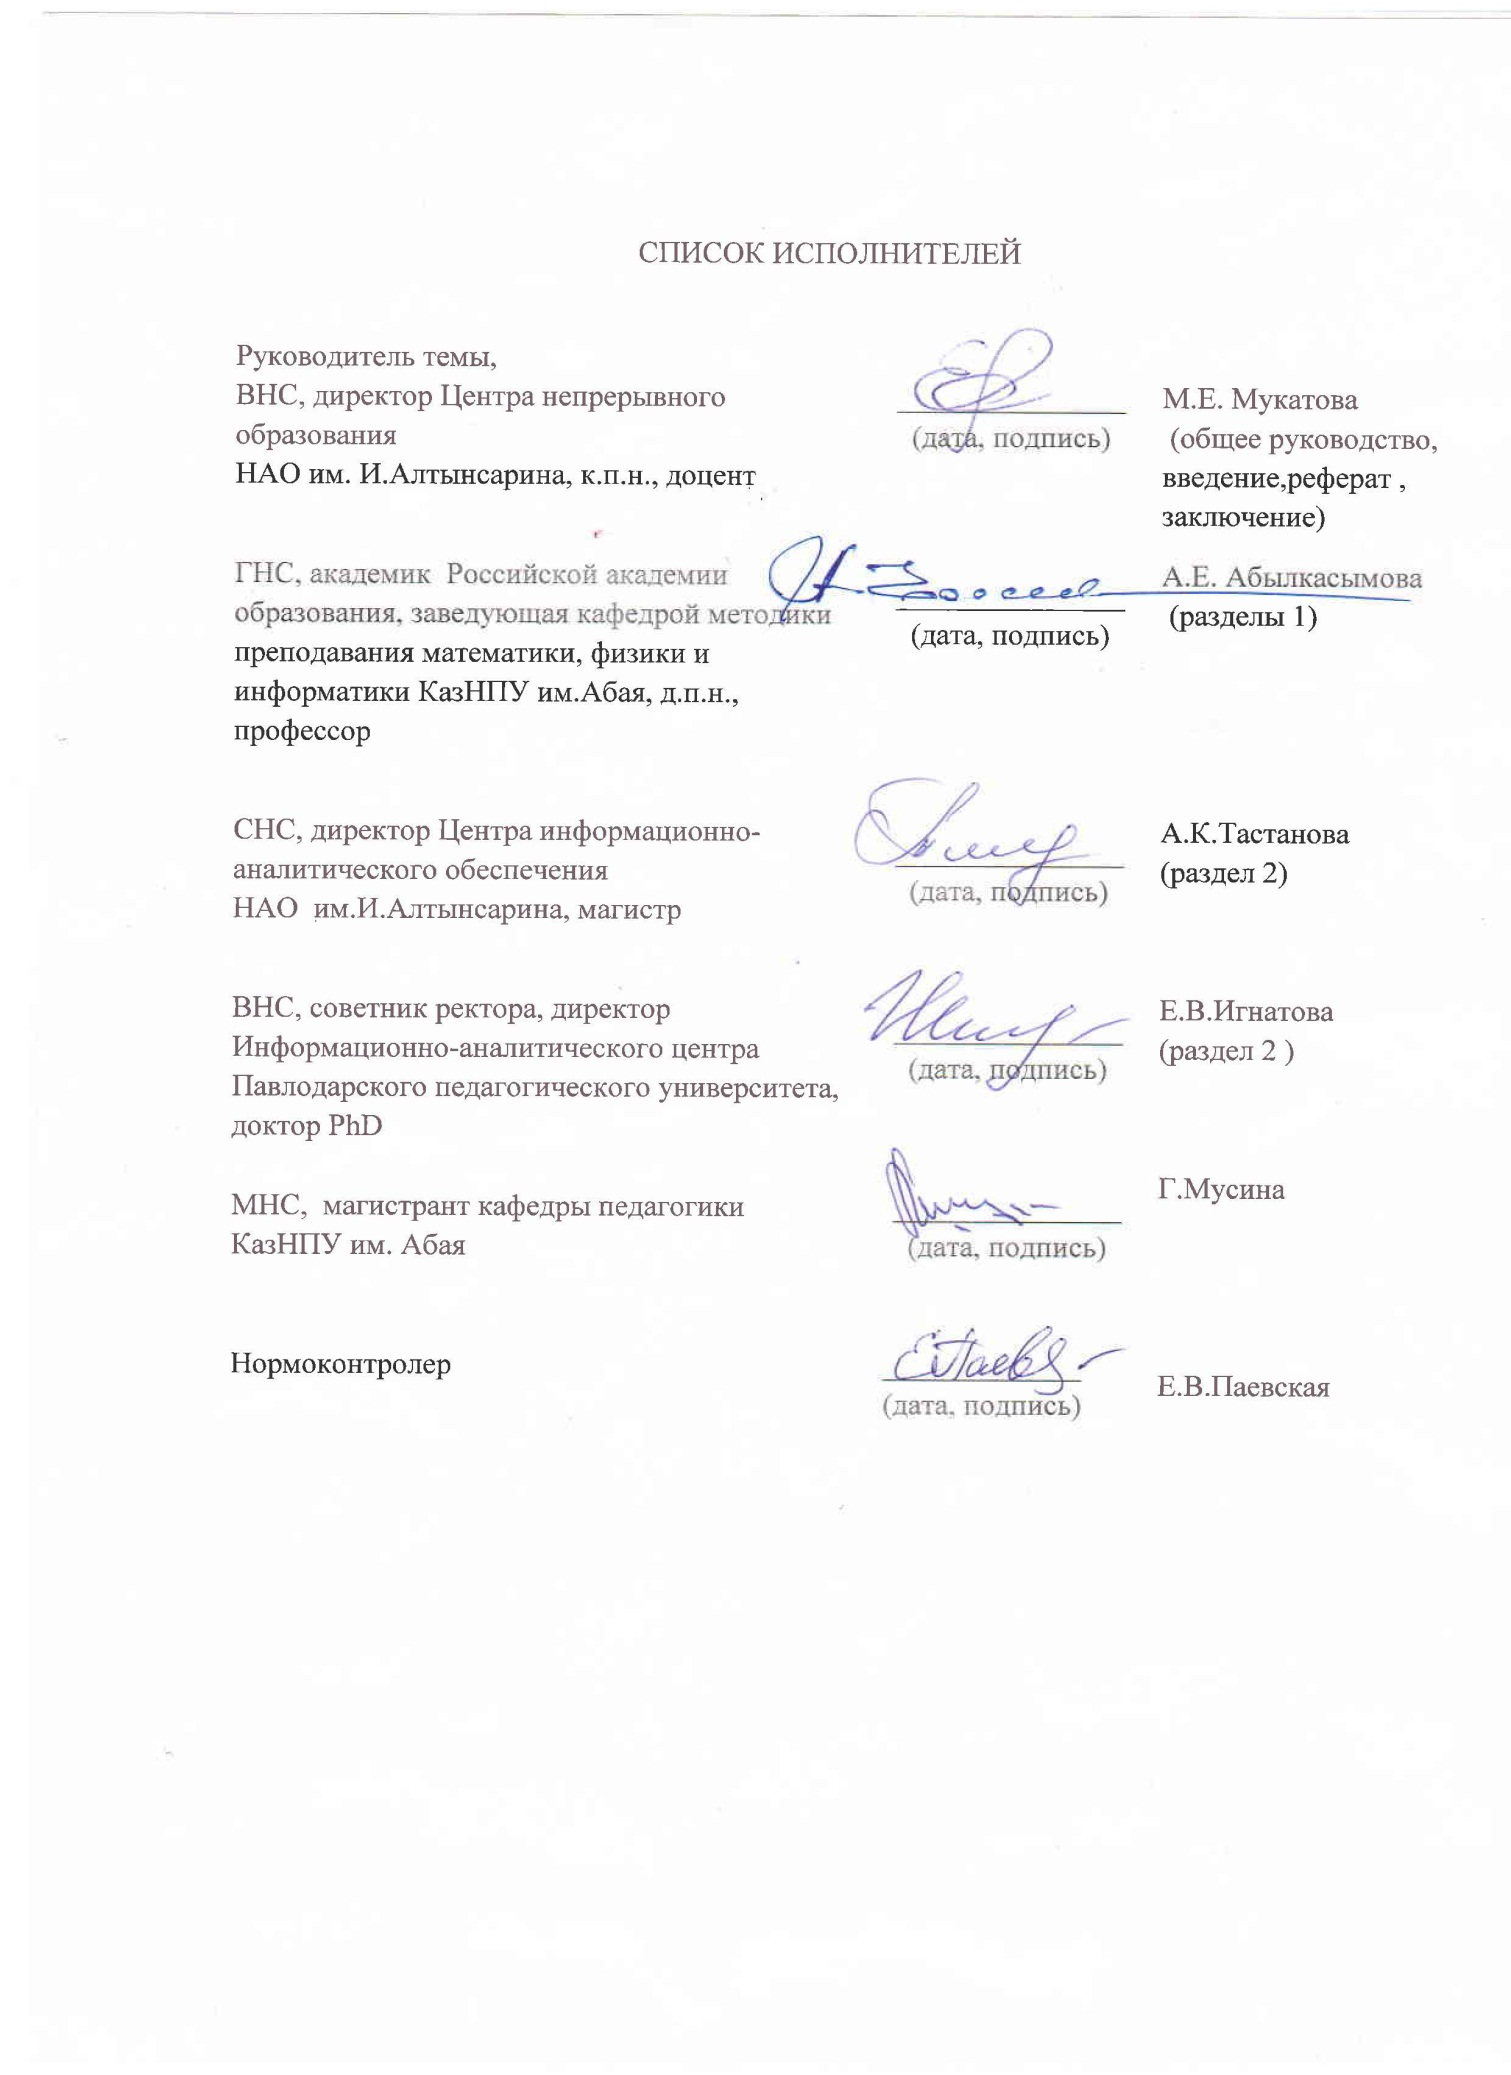 СПИСОК ИСПОЛНИТЕЛЕЙ
Руководитель темы,
ВНС, директор Центра непрерывного
образования
НАО им. И.Алтынсарина, к.п.н., доцент
(дата, подпись)
М.Е. Мукатова
(общее руководство,
введение,реферат ,
заключение)
ГНС, академик  Российской академии
образования, заведующая кафедрой методики
преподавания математики, физики и
информатики КазНПУ им.Абая, д.п.н.,
профессор
(дата, подпись)
А.Е. Абылкасымова
(разделы 1)
СНС, директор Центра информационно-
аналитического обеспечения
НАО  им.И.Алтынсарина, магистр
(дата, подпись)
А.К.Тастанова
(раздел 2)
ВНС, советник ректора, директор
Информационно-аналитического центра
Павлодарского педагогического университета,
доктор PhD
(дата, подпись)
Е.В.Игнатова
(раздел 2 )
МНС,  магистрант кафедры педагогики
КазНПУ им. Абая
(дата, подпись)
Г.Мусина
Нормоконтролер
(дата, подпись)
Е.В.Паевская